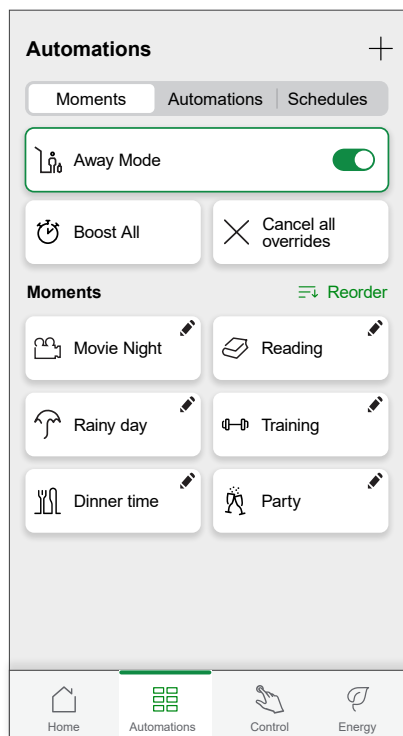 Automations
Moments
Automations
Schedules
Away Mode
Boost All
Cancel all
overrides
Moments
Reorder
Movie Night
Reading
Rainy day
Training
Dinner time
Party
Home
Automations
Control
Energy